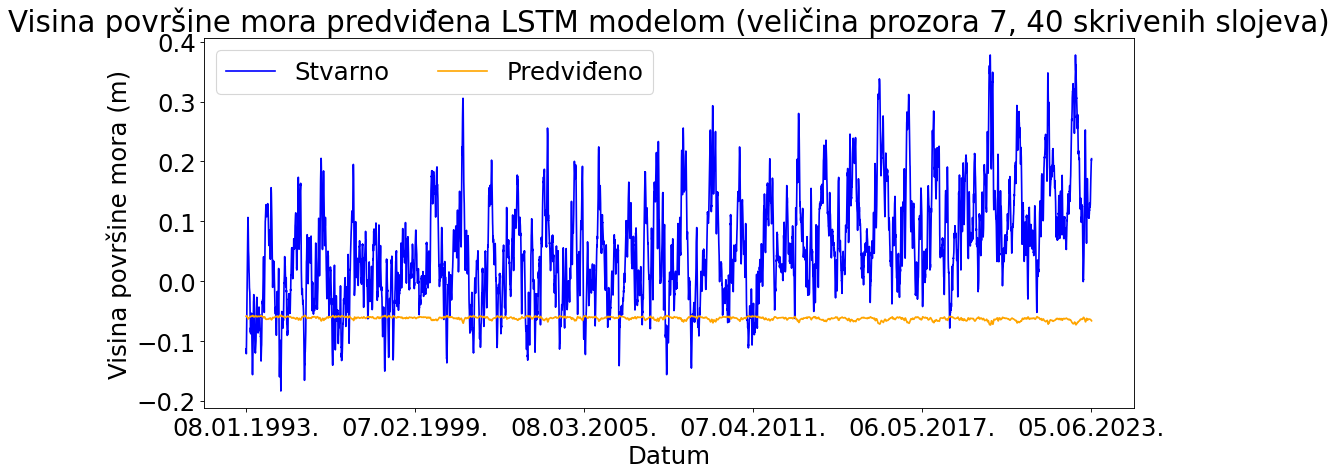 Visina površine mora predviđena LSTM modelom (veličina prozora 7, 40 skrivenih slojeva)
Stvarno
Predviđeno
Visina površine mora (m)
0.4
0.3
0.2
0.1
0.0
−0.1
−0.2
08.01.1993.
07.02.1999.
08.03.2005.
07.04.2011.
06.05.2017.
05.06.2023.
Datum